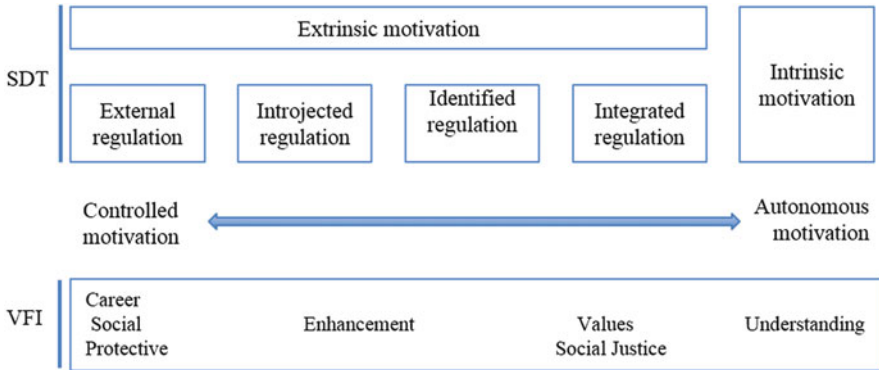 SDT
Extrinsic motivation
External
regulation
Introjected
regulation
Identified
regulation
Integrated
regulation
Intrinsic
motivation
Controlled
motivation
Autonomous
motivation
VFI
Career
Social
Protective
Enhancement
Values
Social Justice
Understanding